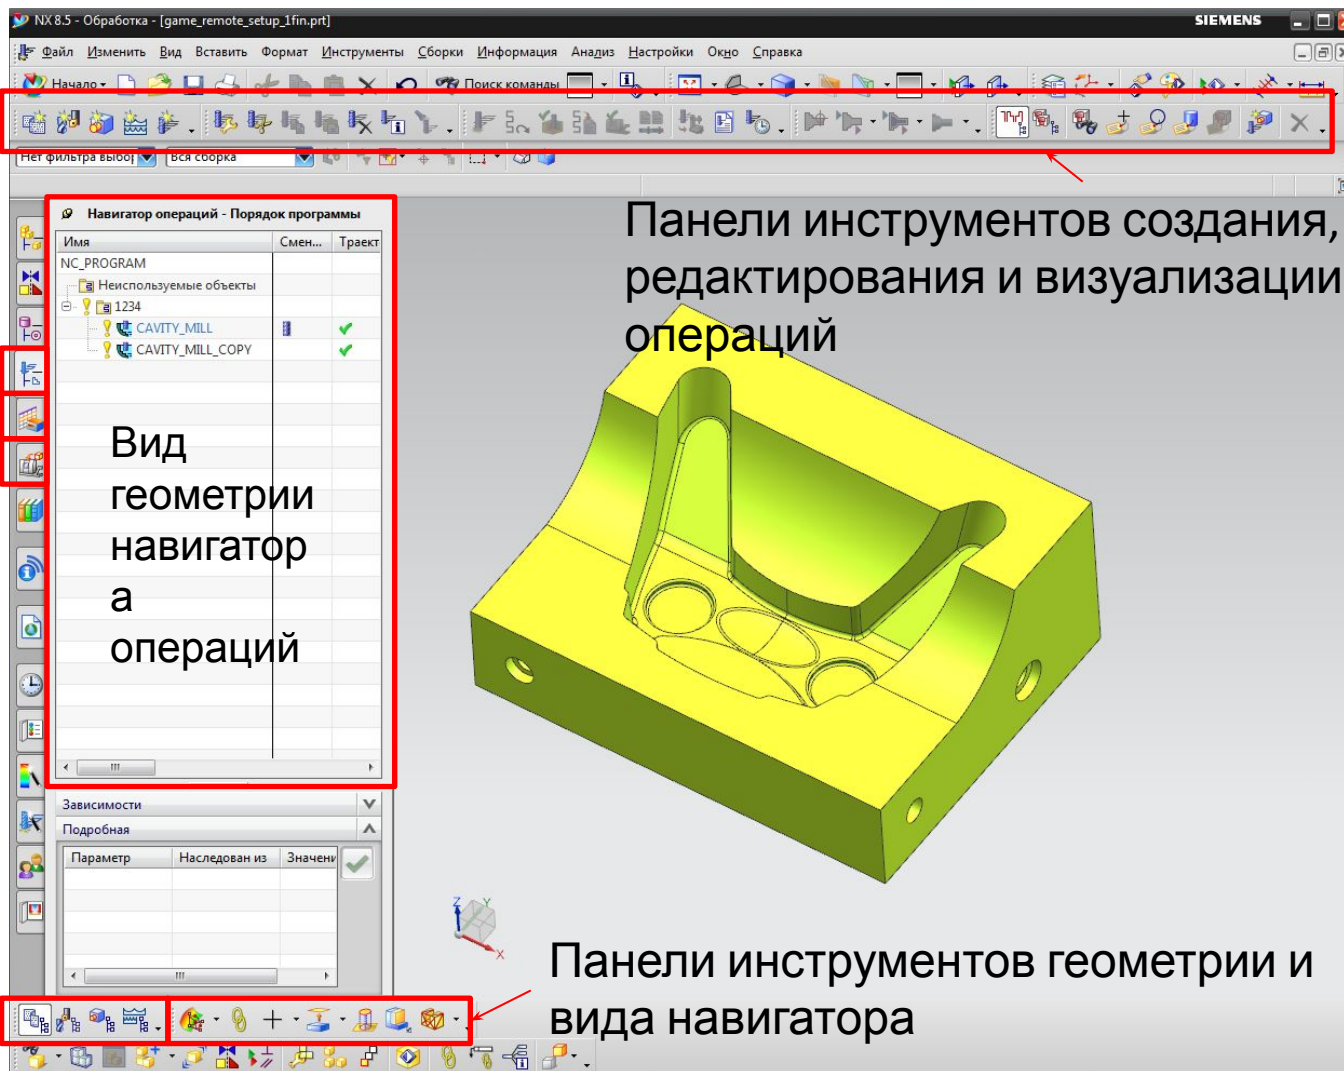 NX 8.5 - Обработка - [game_remote_setup_1fin.prt]
SIEMENS
Файл Изменить Вид Вставить Формат Инструменты Сборки Информация Анализ Настройки Окно Справка
Начало
Поиск команды
Нет фильтра
Вся сборка
Навигатор операций - Порядок программы
Имя Смен... Траект
NC_PROGRAM
Неиспользуемые объекты
1234
CAVITY_MILL
CAVITY_MILL_COPY
Панели инструментов создания,
редактирования и визуализации
операций
Вид
геометрии
навигатор
а
операций
Зависимости
Подробная
Параметр Наследован из Значени
Z
Y
X
Панели инструментов геометрии и
вида навигатора